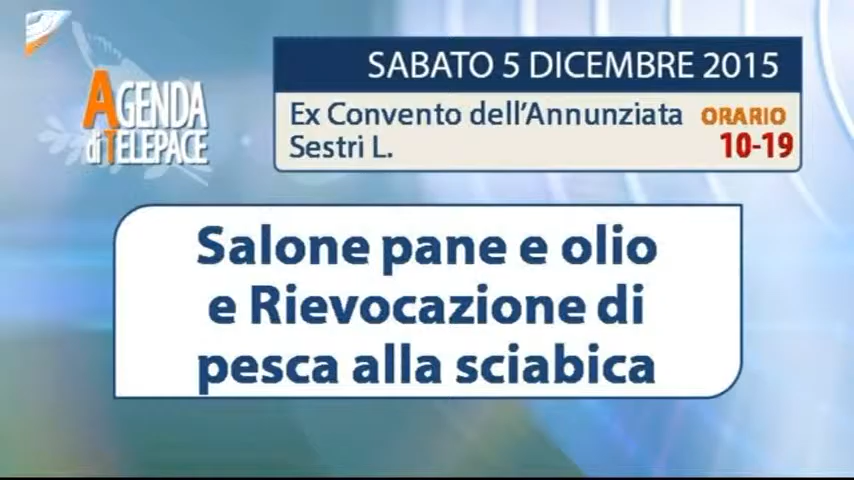 AGENDA
di TELEPACE
SABATO 5 DICEMBRE 2015
Ex Convento dell'Annunziata ORARIO
Sestri L. 10-19
Salone pane e olio
e Rievocazione di
pesca alla sciabica